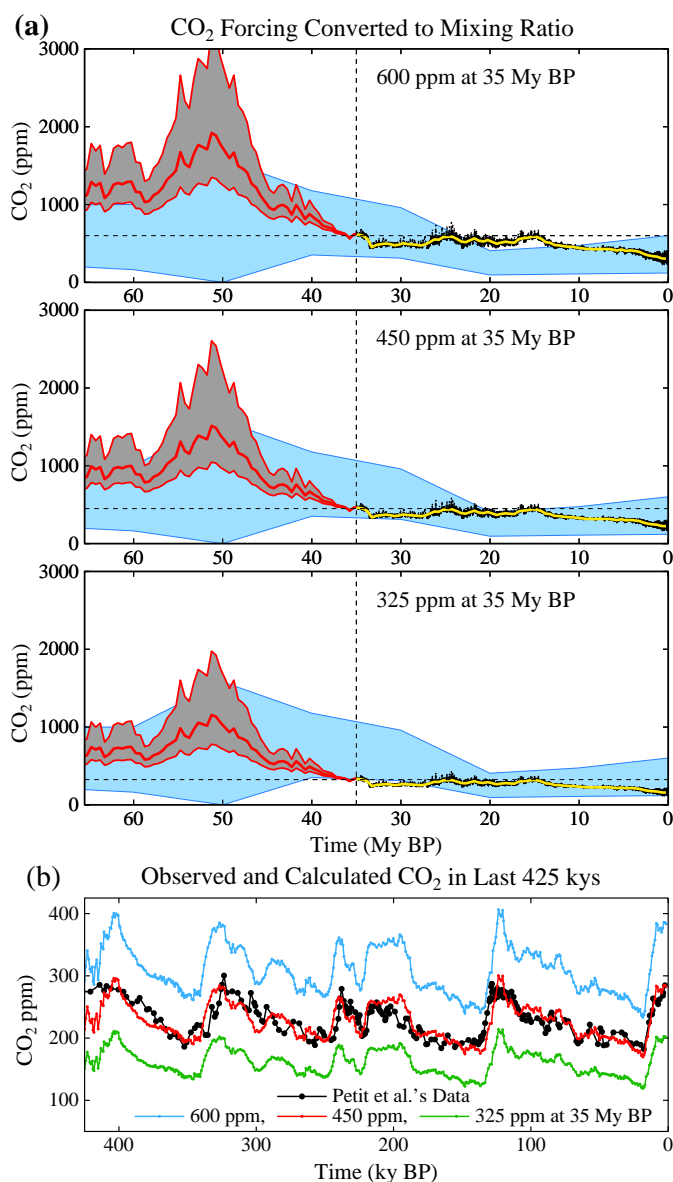 (a) CO2 Forcing Converted to Mixing Ratio
3000
2000
1000
0
CO2 (ppm)
600 ppm at 35 My BP
60 50 40 30 20 10 0
3000
2000
1000
0
CO2 (ppm)
450 ppm at 35 My BP
60 50 40 30 20 10 0
3000
2000
1000
0
CO2 (ppm)
325 ppm at 35 My BP
60 50 40 30 20 10 0
Time (My BP)
(b) Observed and Calculated CO2 in Last 425 kys
400
300
200
100
CO2 ppm
Petit et al.'s Data
600 ppm, 450 ppm, 325 ppm at 35 My BP
400 300 200 100 0
Time (ky BP)